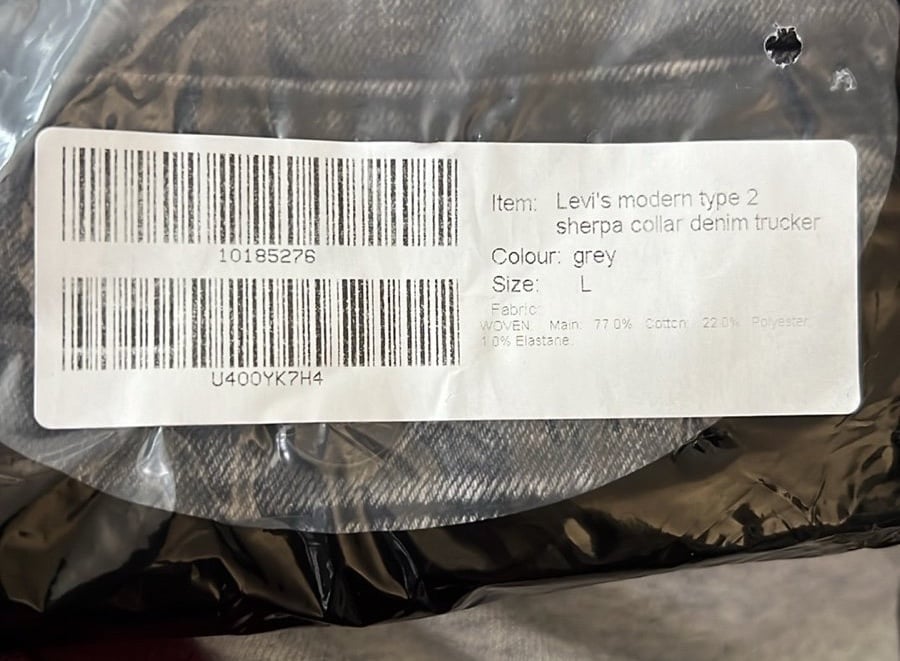 10185276
U400YK7H4
Item: Levi's modern type 2
sherpa collar denim trucker
Colour: grey
Size: L
Fabric:
WOVEN: Main: 77.0% Cotton, 22.0% Polyester,
1.0% Elastane.